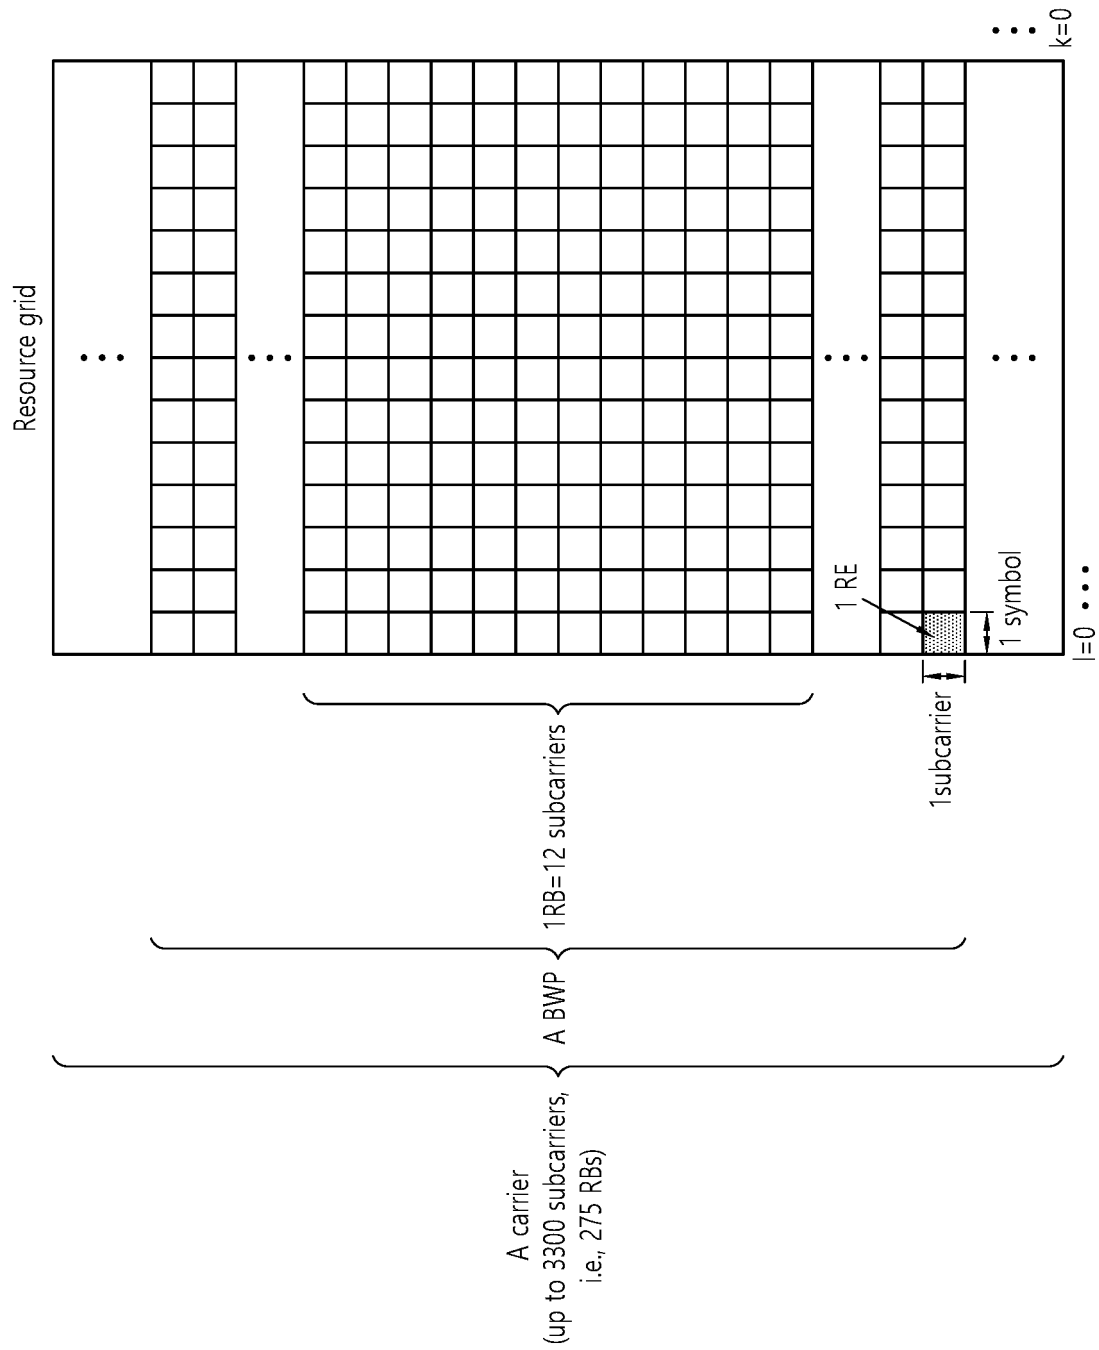 Resource grid
k=0
l=0
1 RE
1 symbol
1subcarrier
1RB=12 subcarriers
A BWP
A carrier
(up to 3300 subcarriers,
i.e., 275 RBs)